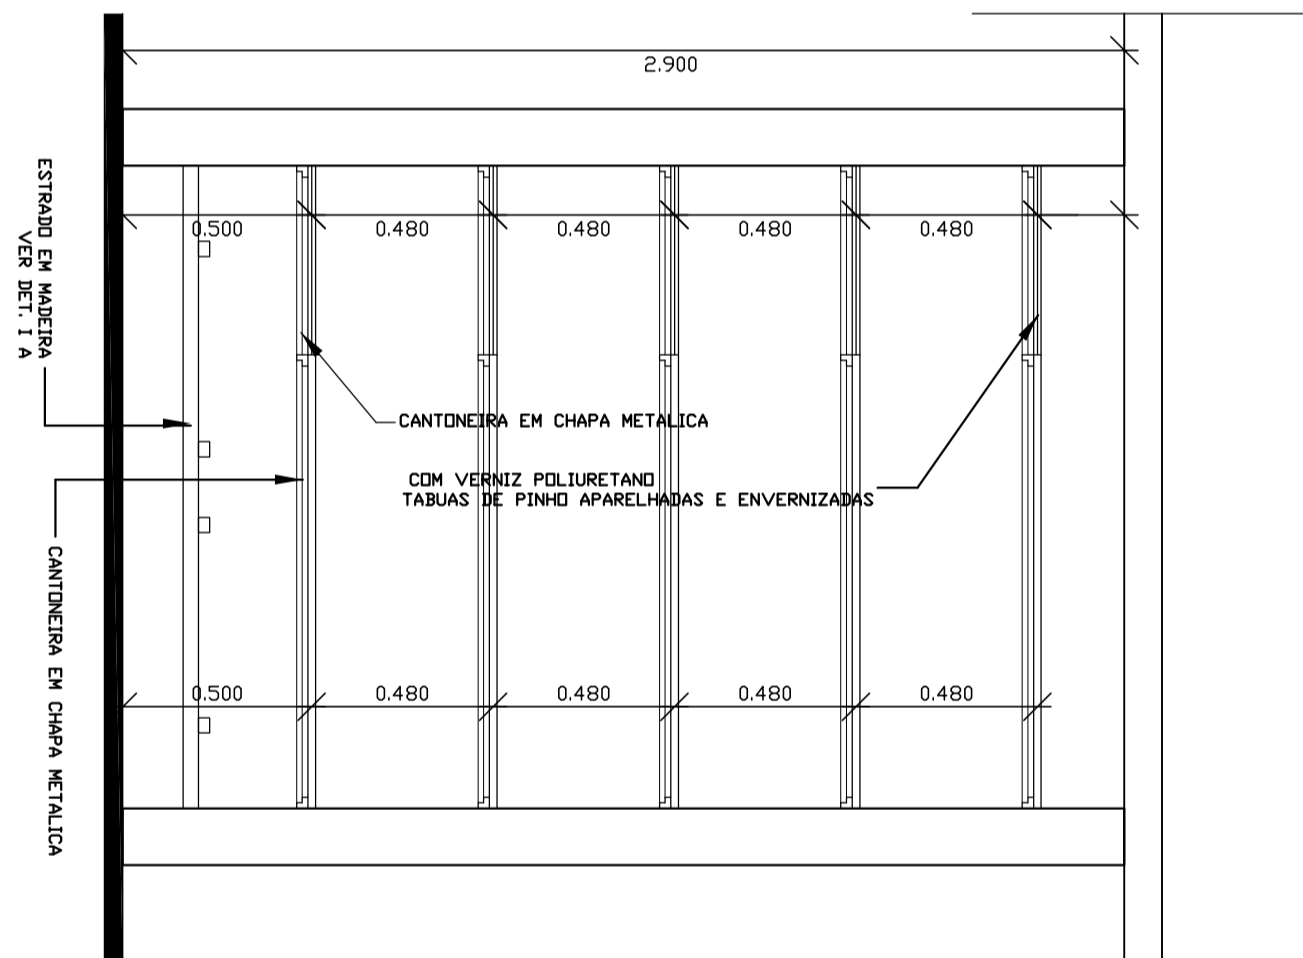 2.900
0.500 0.480 0.480 0.480 0.480
ESTRADO EM MADEIRA
VER DET. I A
CANTONEIRA EM CHAPA METALICA
COM VERNIZ POLIURETANO
TABUAS DE PINHO APARELHADAS E ENVERNIZADAS
CANTONEIRA EM CHAPA METALICA
0.500 0.480 0.480 0.480 0.480